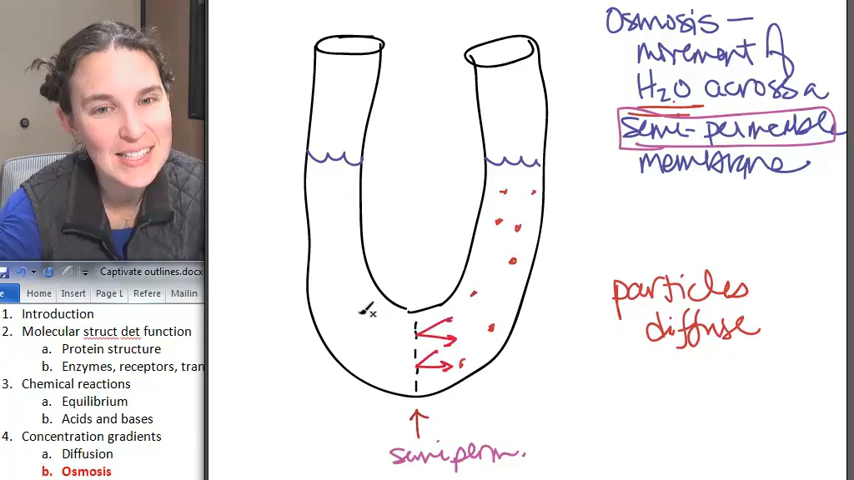 Osmosis –
movement of
H₂O across a
semi-permeable
membrane
particles
diffuse
semiperm.
Captivate outlines.docx
Home Insert Page L Refere Mailin
1. Introduction
2. Molecular struct det function
a. Protein structure
b. Enzymes, receptors, tran
3. Chemical reactions
a. Equilibrium
b. Acids and bases
4. Concentration gradients
a. Diffusion
b. Osmosis